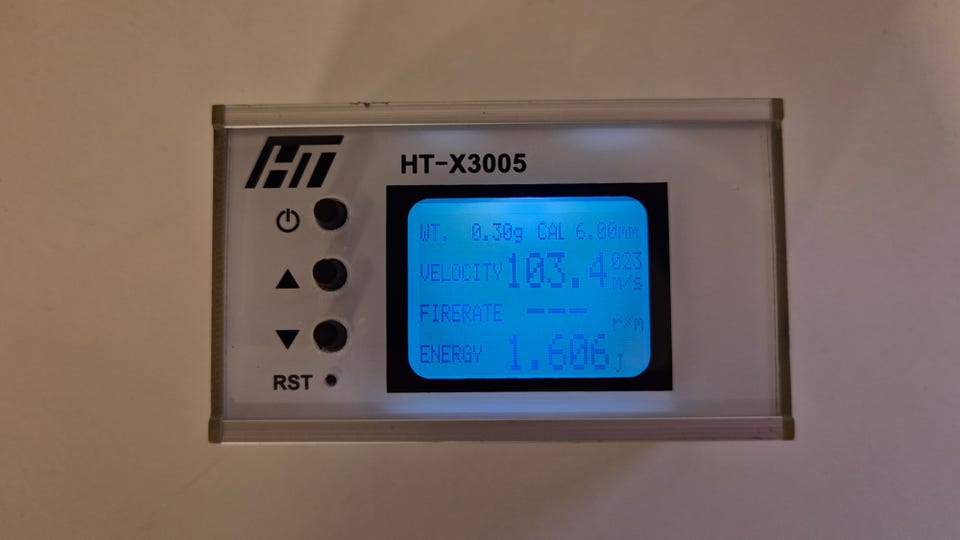 HT
HT-X3005
WT. 0.30g CAL 6.00mm
VELOCITY 103.4 023 m/s
FIRERATE --- r/m
ENERGY 1.606 J
RST